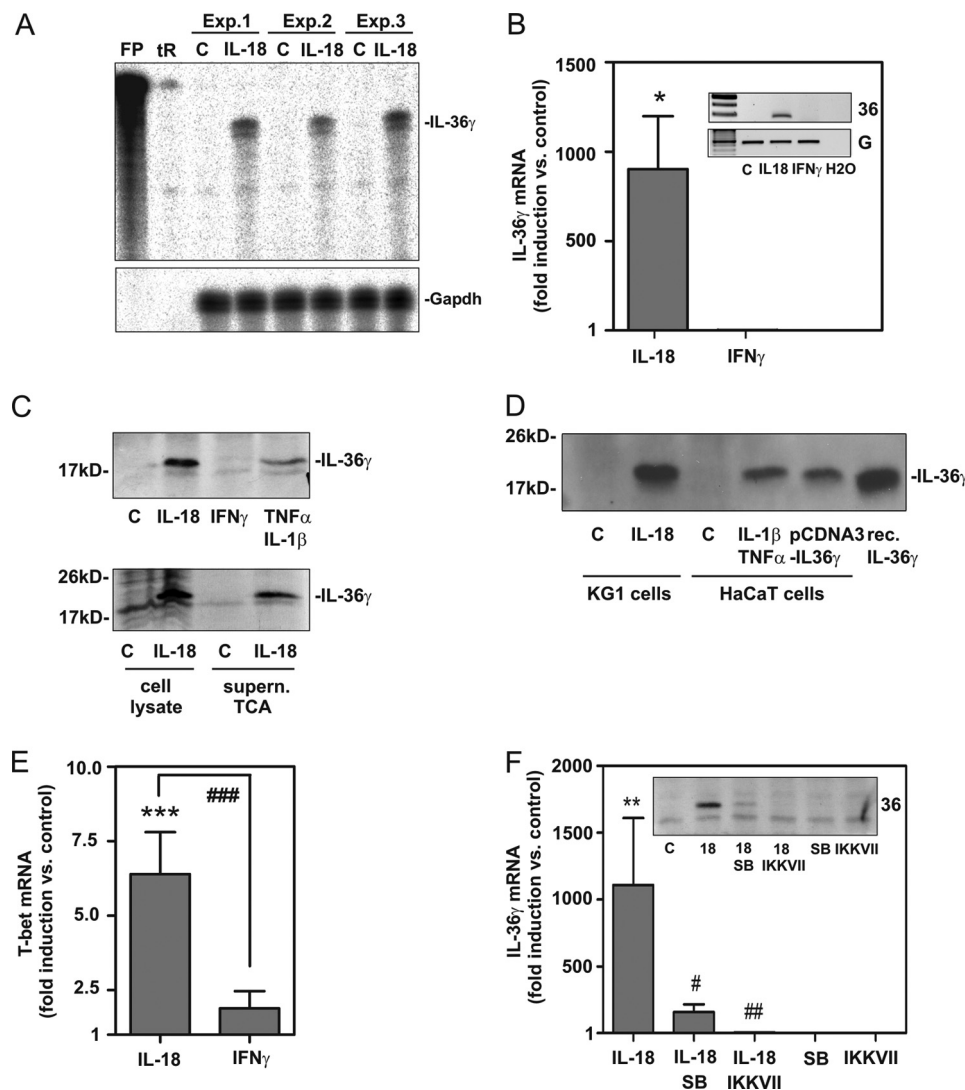 A
Exp.1 Exp.2 Exp.3
FP tR C IL-18 C IL-18 C IL-18
-IL-36γ
-Gapdh
B
IL-36γ mRNA
(fold induction vs. control)
1500
1000
500
1
*
36
G
C IL18 IFNγ H2O
IL-18 IFNγ
C
17kD-
-IL-36γ
C IL-18 IFNγ TNFα
IL-1β
26kD-
17kD-
-IL-36γ
C IL-18 C IL-18
cell supern.
lysate TCA
D
26kD-
17kD-
-IL-36γ
C IL-18 C IL-1β pCDNA3 rec.
TNFα -IL36γ IL-36γ
KG1 cells HaCaT cells
E
T-bet mRNA
(fold induction vs. control)
10.0
7.5
5.0
2.5
1
***
###
IL-18 IFNγ
F
IL-36γ mRNA
(fold induction vs. control)
2000
1500
1000
500
1
**
#
##
36
C 18 18 18 SB IKKVII
SB IKKVII
IL-18 IL-18 IL-18 SB IKKVII
SB IKKVII